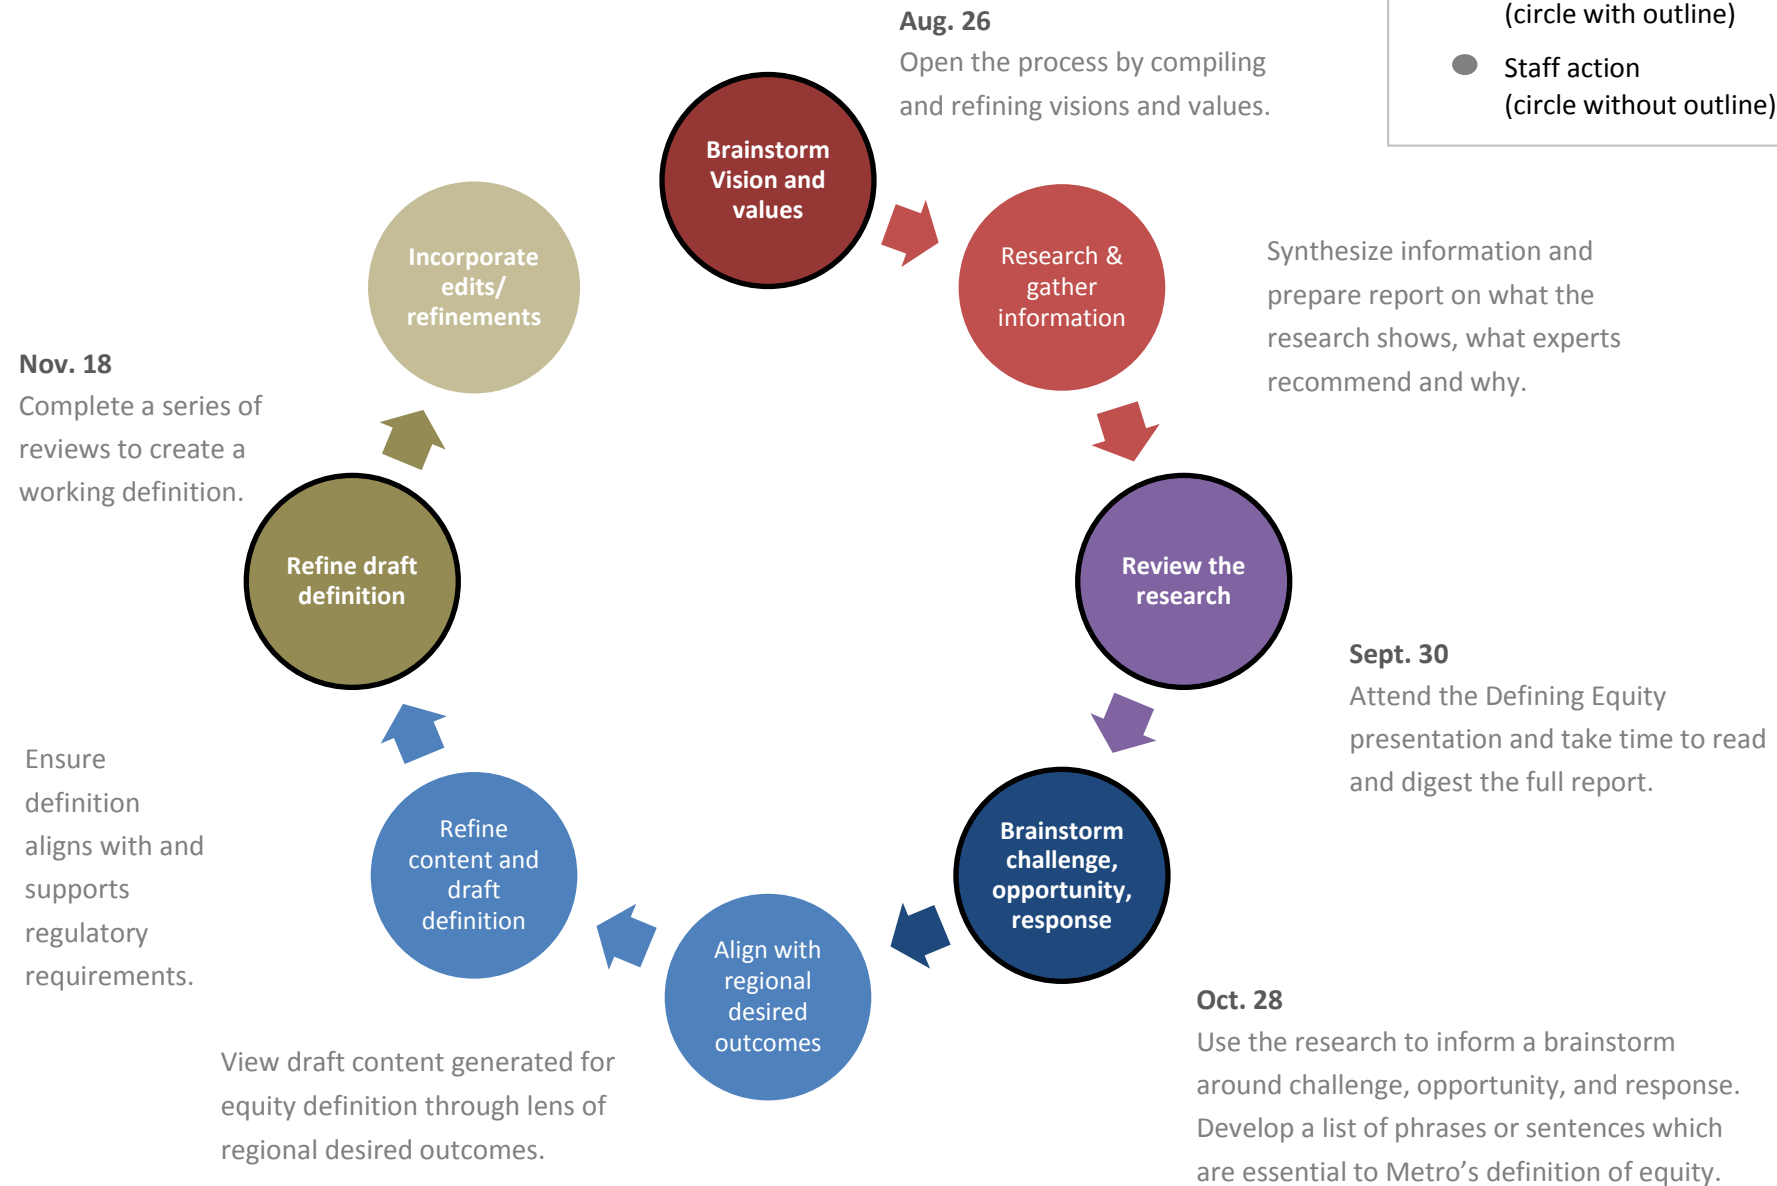 (circle with outline)
Staff action
(circle without outline)
Aug. 26
Open the process by compiling
and refining visions and values.
Brainstorm
Vision and
values
Research &
gather
information
Synthesize information and
prepare report on what the
research shows, what experts
recommend and why.
Review the
research
Sept. 30
Attend the Defining Equity
presentation and take time to read
and digest the full report.
Brainstorm
challenge,
opportunity,
response
Oct. 28
Use the research to inform a brainstorm
around challenge, opportunity, and response.
Develop a list of phrases or sentences which
are essential to Metro’s definition of equity.
Align with
regional
desired
outcomes
View draft content generated for
equity definition through lens of
regional desired outcomes.
Refine
content and
draft
definition
Ensure
definition
aligns with and
supports
regulatory
requirements.
Refine draft
definition
Nov. 18
Complete a series of
reviews to create a
working definition.
Incorporate
edits/
refinements